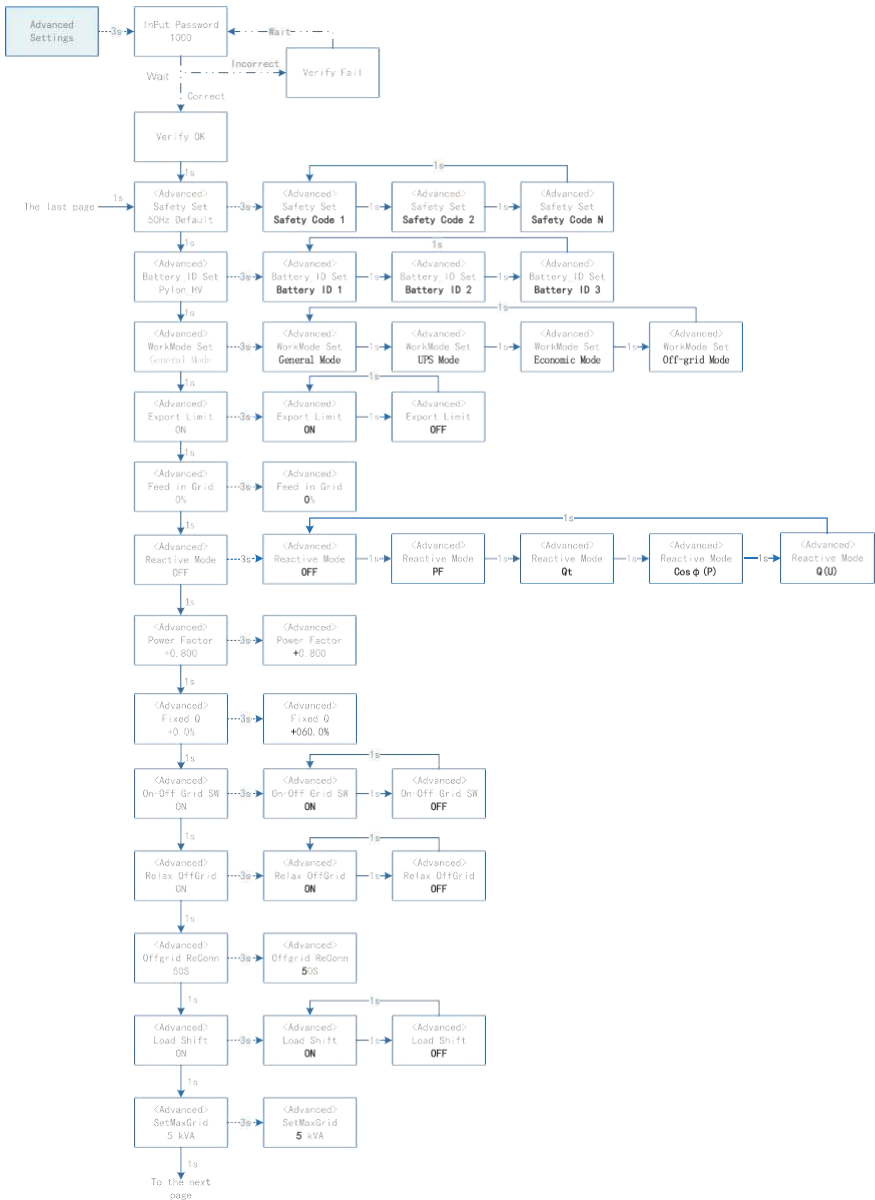 Advanced
Settings
3s
InPut Password
1000
Wait
Incorrect
Verify Fail
Wait
Correct
Verify OK
1s
1s
The last page
1s
<Advanced>
Safety Set
50Hz Default
3s
<Advanced>
Safety Set
Safety Code 1
1s
<Advanced>
Safety Set
Safety Code 2
1s
<Advanced>
Safety Set
Safety Code N
1s
1s
<Advanced>
Battery_ID Set
Pylon_HV
3s
<Advanced>
Battery_ID Set
Battery ID 1
1s
<Advanced>
Battery_ID Set
Battery ID 2
1s
<Advanced>
Battery_ID Set
Battery ID 3
1s
1s
<Advanced>
WorkMode Set
General Mode
3s
<Advanced>
WorkMode Set
General Mode
1s
<Advanced>
WorkMode Set
UPS Mode
1s
<Advanced>
WorkMode Set
Economic Mode
1s
<Advanced>
WorkMode Set
Off-grid Mode
1s
1s
<Advanced>
Export Limit
ON
3s
<Advanced>
Export Limit
ON
1s
<Advanced>
Export Limit
OFF
1s
<Advanced>
Feed in Grid
0%
3s
<Advanced>
Feed in Grid
0%
1s
1s
<Advanced>
Reactive Mode
OFF
3s
<Advanced>
Reactive Mode
OFF
1s
<Advanced>
Reactive Mode
PF
1s
<Advanced>
Reactive Mode
Qt
1s
<Advanced>
Reactive Mode
Cos φ (P)
1s
<Advanced>
Reactive Mode
Q(U)
1s
<Advanced>
Power Factor
+0.800
3s
<Advanced>
Power Factor
+0.800
1s
<Advanced>
Fixed Q
+0.0%
3s
<Advanced>
Fixed Q
+060.0%
1s
1s
<Advanced>
On-Off Grid SW
ON
3s
<Advanced>
On-Off Grid SW
ON
1s
<Advanced>
On-Off Grid SW
OFF
1s
1s
<Advanced>
Relax OffGrid
ON
3s
<Advanced>
Relax OffGrid
ON
1s
<Advanced>
Relax OffGrid
OFF
1s
<Advanced>
Offgrid ReConn
50S
3s
<Advanced>
Offgrid ReConn
50S
1s
1s
<Advanced>
Load Shift
ON
3s
<Advanced>
Load Shift
ON
1s
<Advanced>
Load Shift
OFF
1s
<Advanced>
SetMaxGrid
5 kVA
3s
<Advanced>
SetMaxGrid
5 kVA
1s
To the next
page